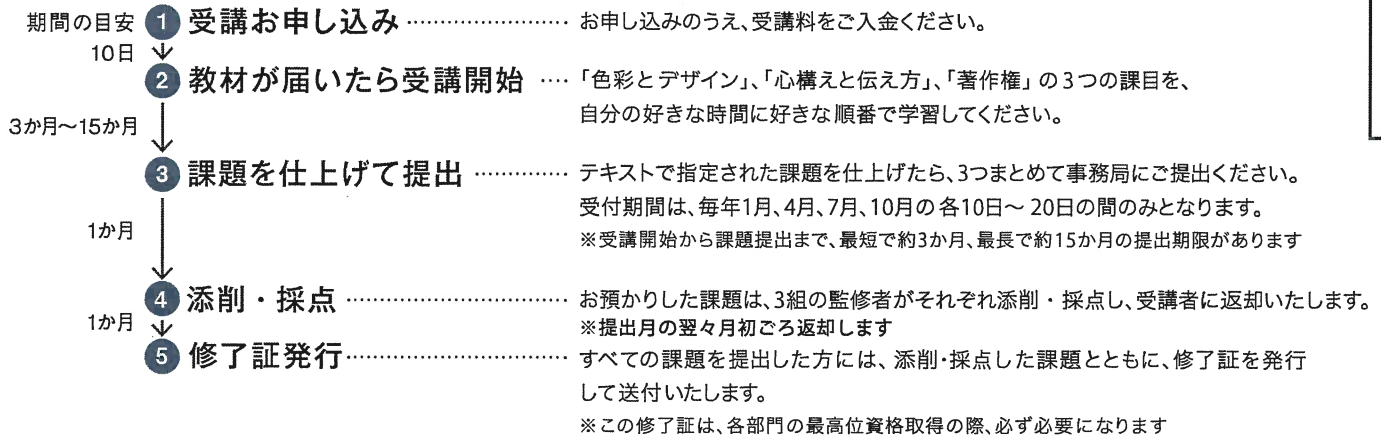 期間の目安 1 受講お申し込み …………………… お申し込みのうえ、受講料をご入金ください。
10日
2 教材が届いたら受講開始 …. 「色彩とデザイン」、「心構えと伝え方」、「著作権」の3つの課目を、
自分の好きな時間に好きな順番で学習してください。
3か月〜15か月
3 課題を仕上げて提出 ………….. テキストで指定された課題を仕上げたら、3つまとめて事務局にご提出ください。
受付期間は、毎年1月、4月、7月、10月の各10日〜20日の間のみとなります。
1か月
※受講開始から課題提出まで、最短で約3か月、最長で約15か月の提出期限があります
4 添削・採点 …………………………… お預かりした課題は、3組の監修者がそれぞれ添削・採点し、受講者に返却いたします。
1か月
※提出月の翌々月初ごろ返却します
5 修了証発行 …………………………… すべての課題を提出した方には、添削・採点した課題とともに、修了証を発行
して送付いたします。
※この修了証は、各部門の最高位資格取得の際、必ず必要になります